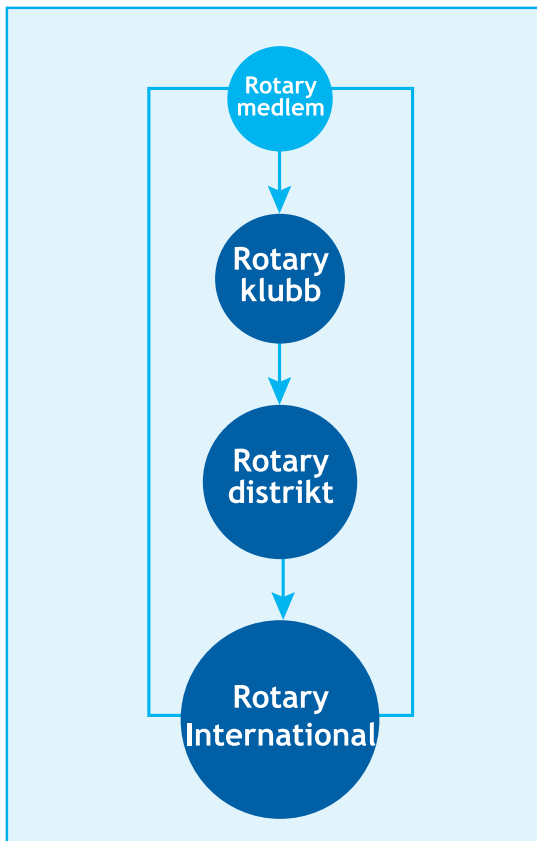 Rotary
medlem
Rotary
klubb
Rotary
distrikt
Rotary
International